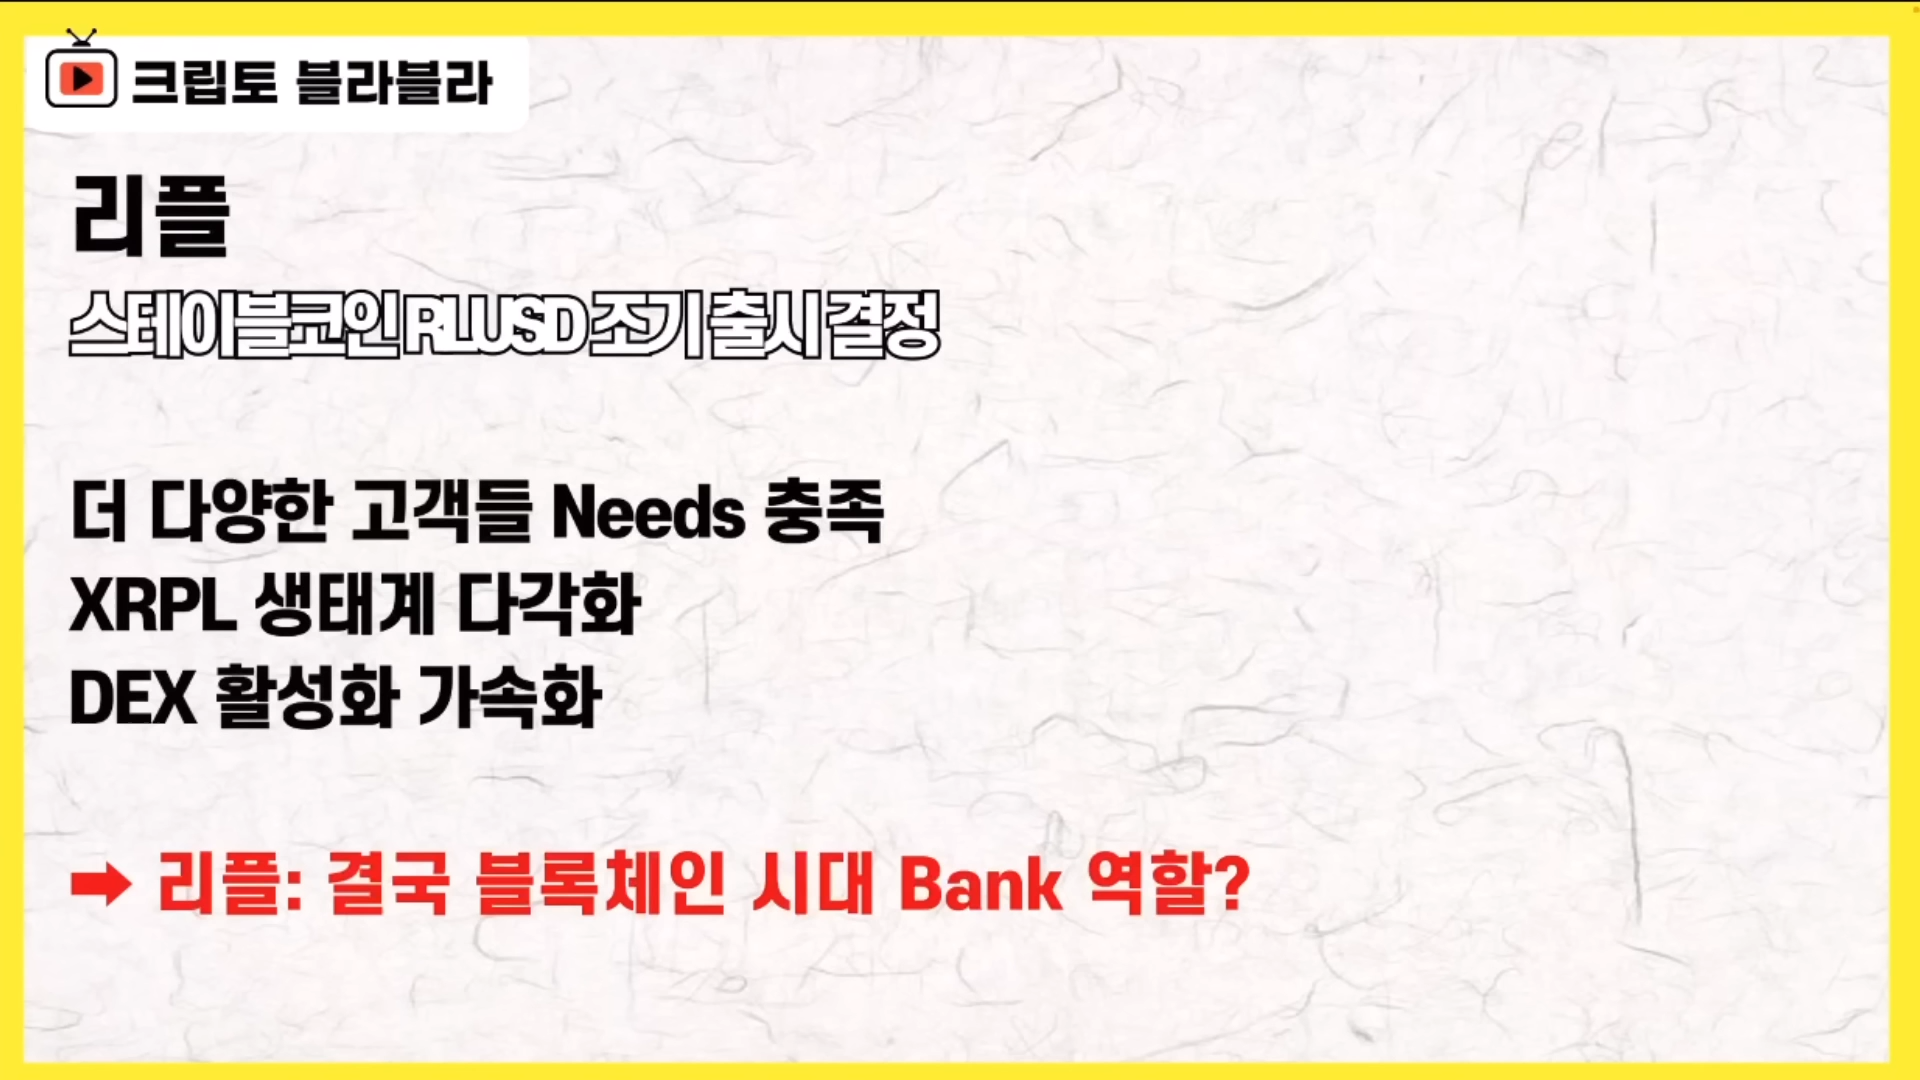 크립토 블라블라
리플
스테이블코인 RLUSD 조기 출시 결정
더 다양한 고객들 Needs 충족
XRPL 생태계 다각화
DEX 활성화 가속화
➡ 리플: 결국 블록체인 시대 Bank 역할?